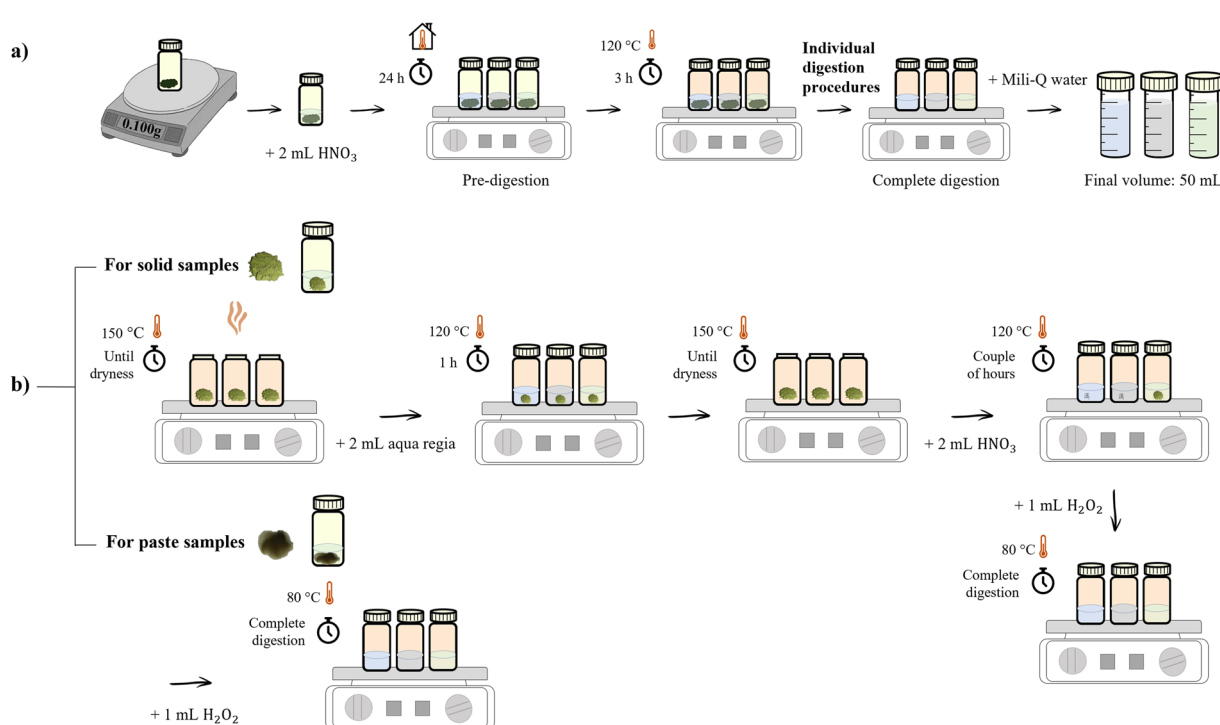 a)
0.100g
+ 2 mL HNO₃
24 h
Pre-digestion
120 °C
3 h
Individual
digestion
procedures
Complete digestion
+ Mili-Q water
Final volume: 50 mL
b)
For solid samples
150 °C
Until
dryness
+ 2 mL aqua regia
120 °C
1 h
150 °C
Until
dryness
+ 2 mL HNO₃
120 °C
Couple
of hours
+ 1 mL H₂O₂
80 °C
Complete
digestion
For paste samples
+ 1 mL H₂O₂
80 °C
Complete
digestion